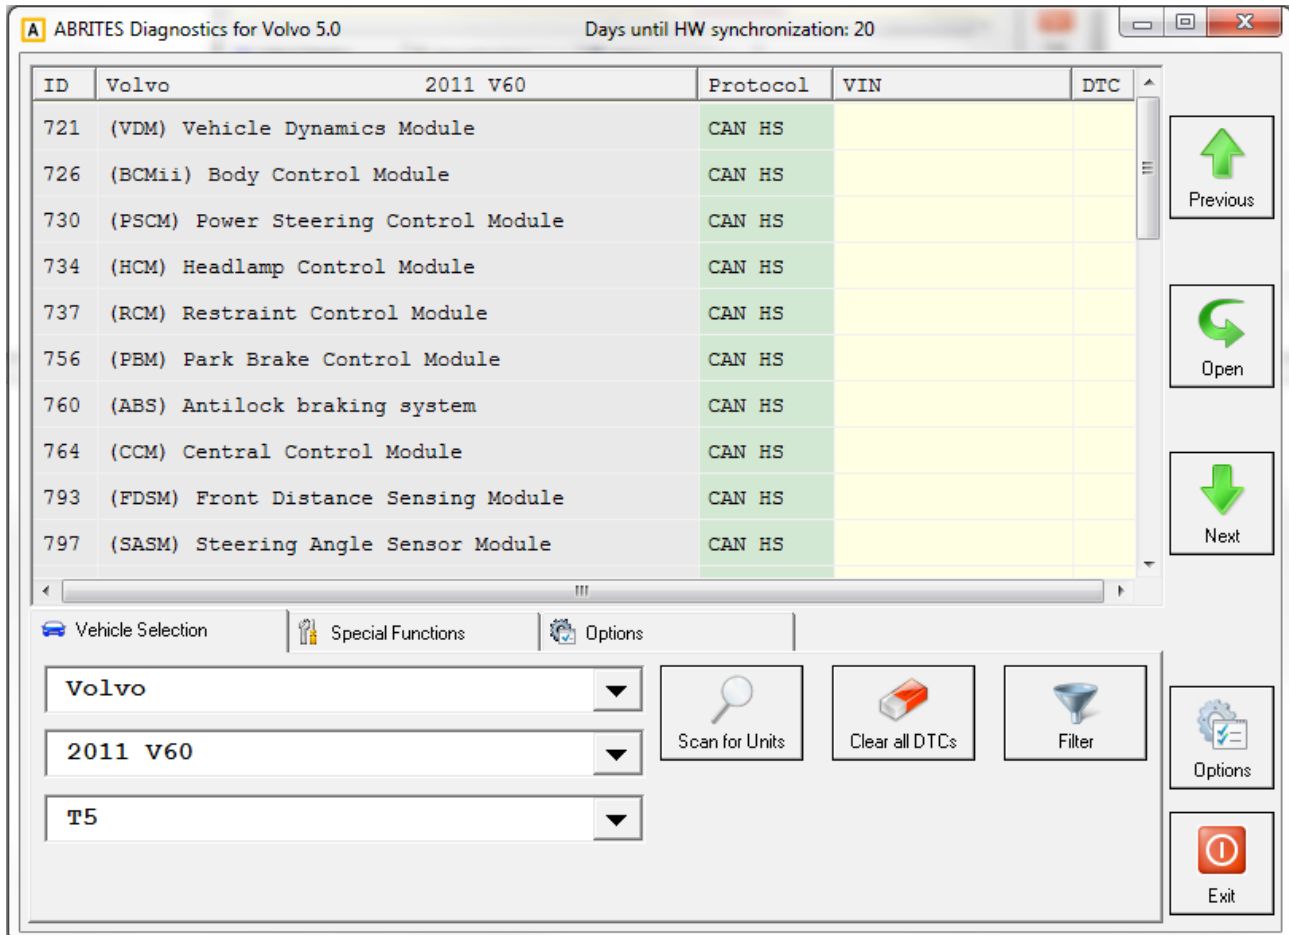 A ABRITES Diagnostics for Volvo 5.0 Days until HW synchronization: 20
ID Volvo 2011 V60 Protocol VIN DTC
721 (VDM) Vehicle Dynamics Module CAN HS
726 (BCMii) Body Control Module CAN HS
730 (PSCM) Power Steering Control Module CAN HS
734 (HCM) Headlamp Control Module CAN HS
737 (RCM) Restraint Control Module CAN HS
756 (PBM) Park Brake Control Module CAN HS
760 (ABS) Antilock braking system CAN HS
764 (CCM) Central Control Module CAN HS
793 (FDSM) Front Distance Sensing Module CAN HS
797 (SASM) Steering Angle Sensor Module CAN HS
Previous
Open
Next
Vehicle Selection Special Functions Options
Volvo
2011 V60
T5
Scan for Units Clear all DTCs Filter
Options
Exit